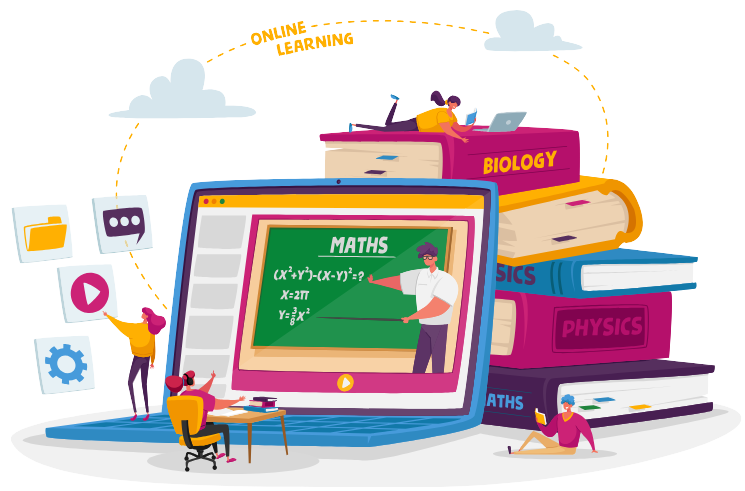 ONLINE
LEARNING
BIOLOGY
MATHS
(X²+Y²)-(X-Y)²=?
X=2π
Y=⅜X²
SICS
PHYSICS
ATHS